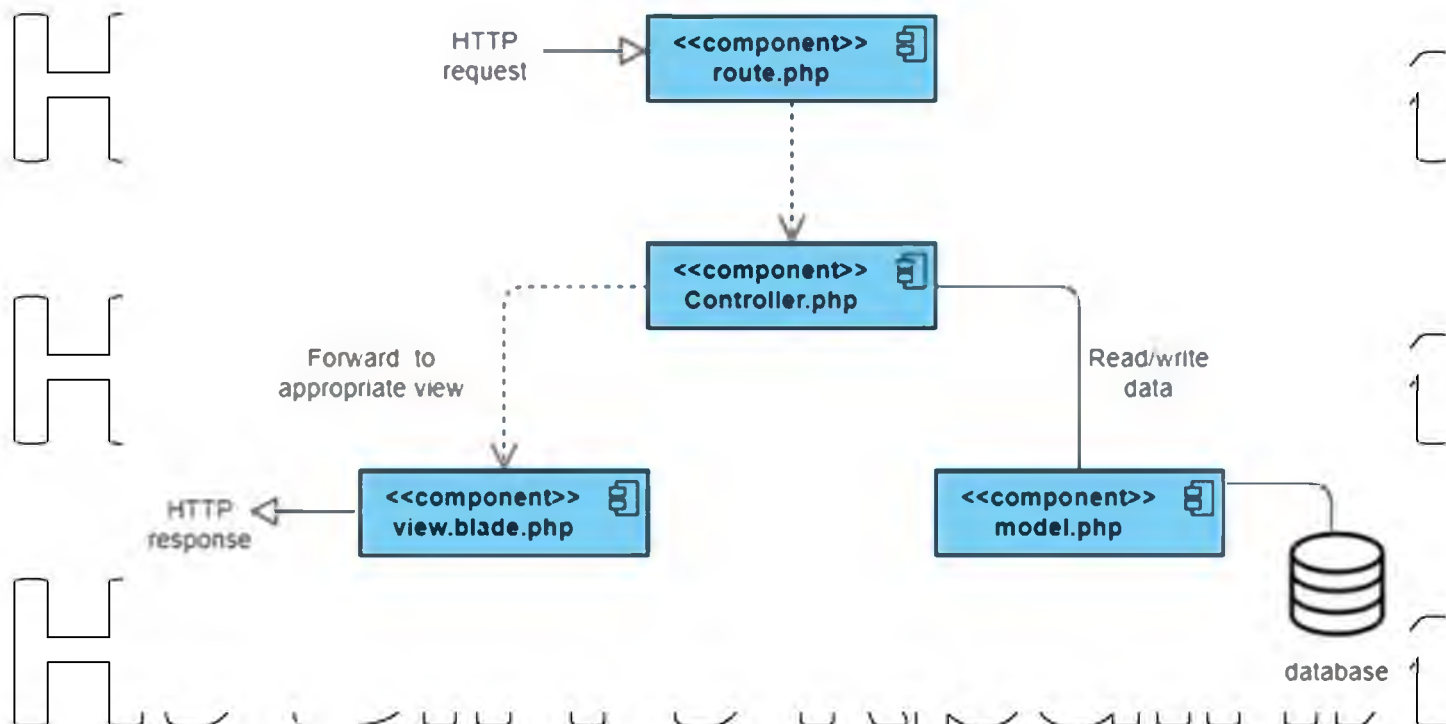 HTTP
request
<<component>>
route.php
<<component>>
Controller.php
Forward to
appropriate view
Read/write
data
<<component>>
view.blade.php
HTTP
response
<<component>>
model.php
database